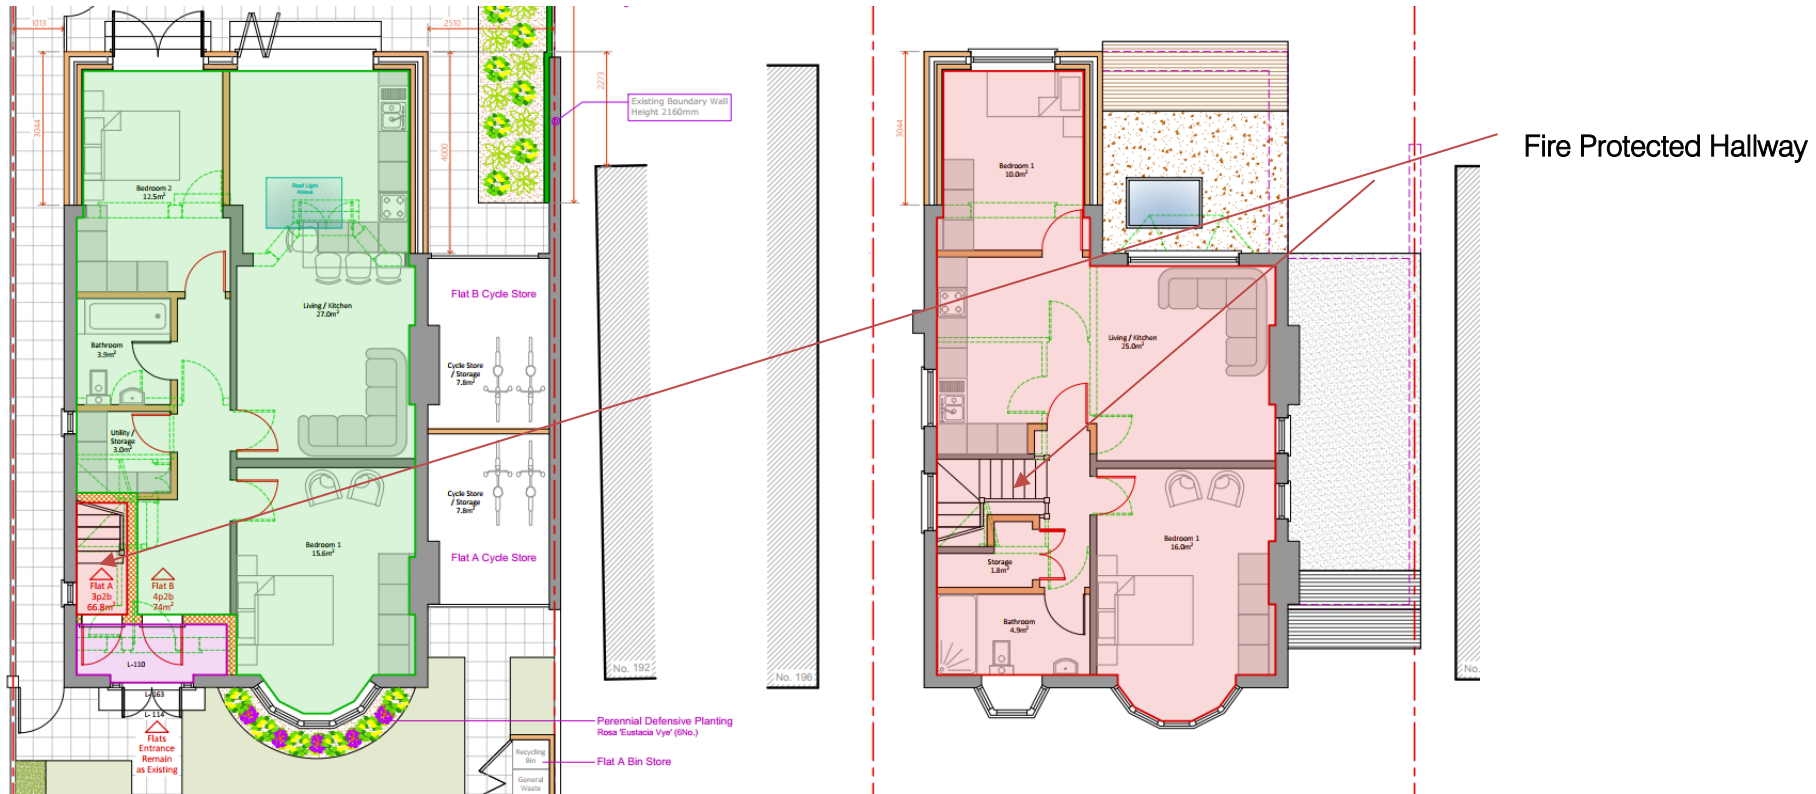 1013
2510
3044
4000
2273
Existing Boundary Wall
Height 2160mm
Bedroom 2
12.5m²
Roof Light
Above
Living / Kitchen
27.0m²
Bathroom
3.9m²
Utility /
Storage
3.0m²
Bedroom 1
15.6m²
Flat A
3p2b
66.8m²
Flat B
4p2b
74m²
L-110
L-163
L-114
Flats
Entrance
Remain
as Existing
Flat B Cycle Store
Cycle Store
/ Storage
7.8m²
Cycle Store
/ Storage
7.8m²
Flat A Cycle Store
No. 192
No. 196
Perennial Defensive Planting
Rosa 'Eustacia Vye' (6No.)
Flat A Bin Store
Recycling
Bin
General
Waste
3044
Bedroom 1
10.0m²
Living / Kitchen
25.0m²
Storage
1.8m²
Bedroom 1
16.0m²
Bathroom
4.9m²
No.
Fire Protected Hallway